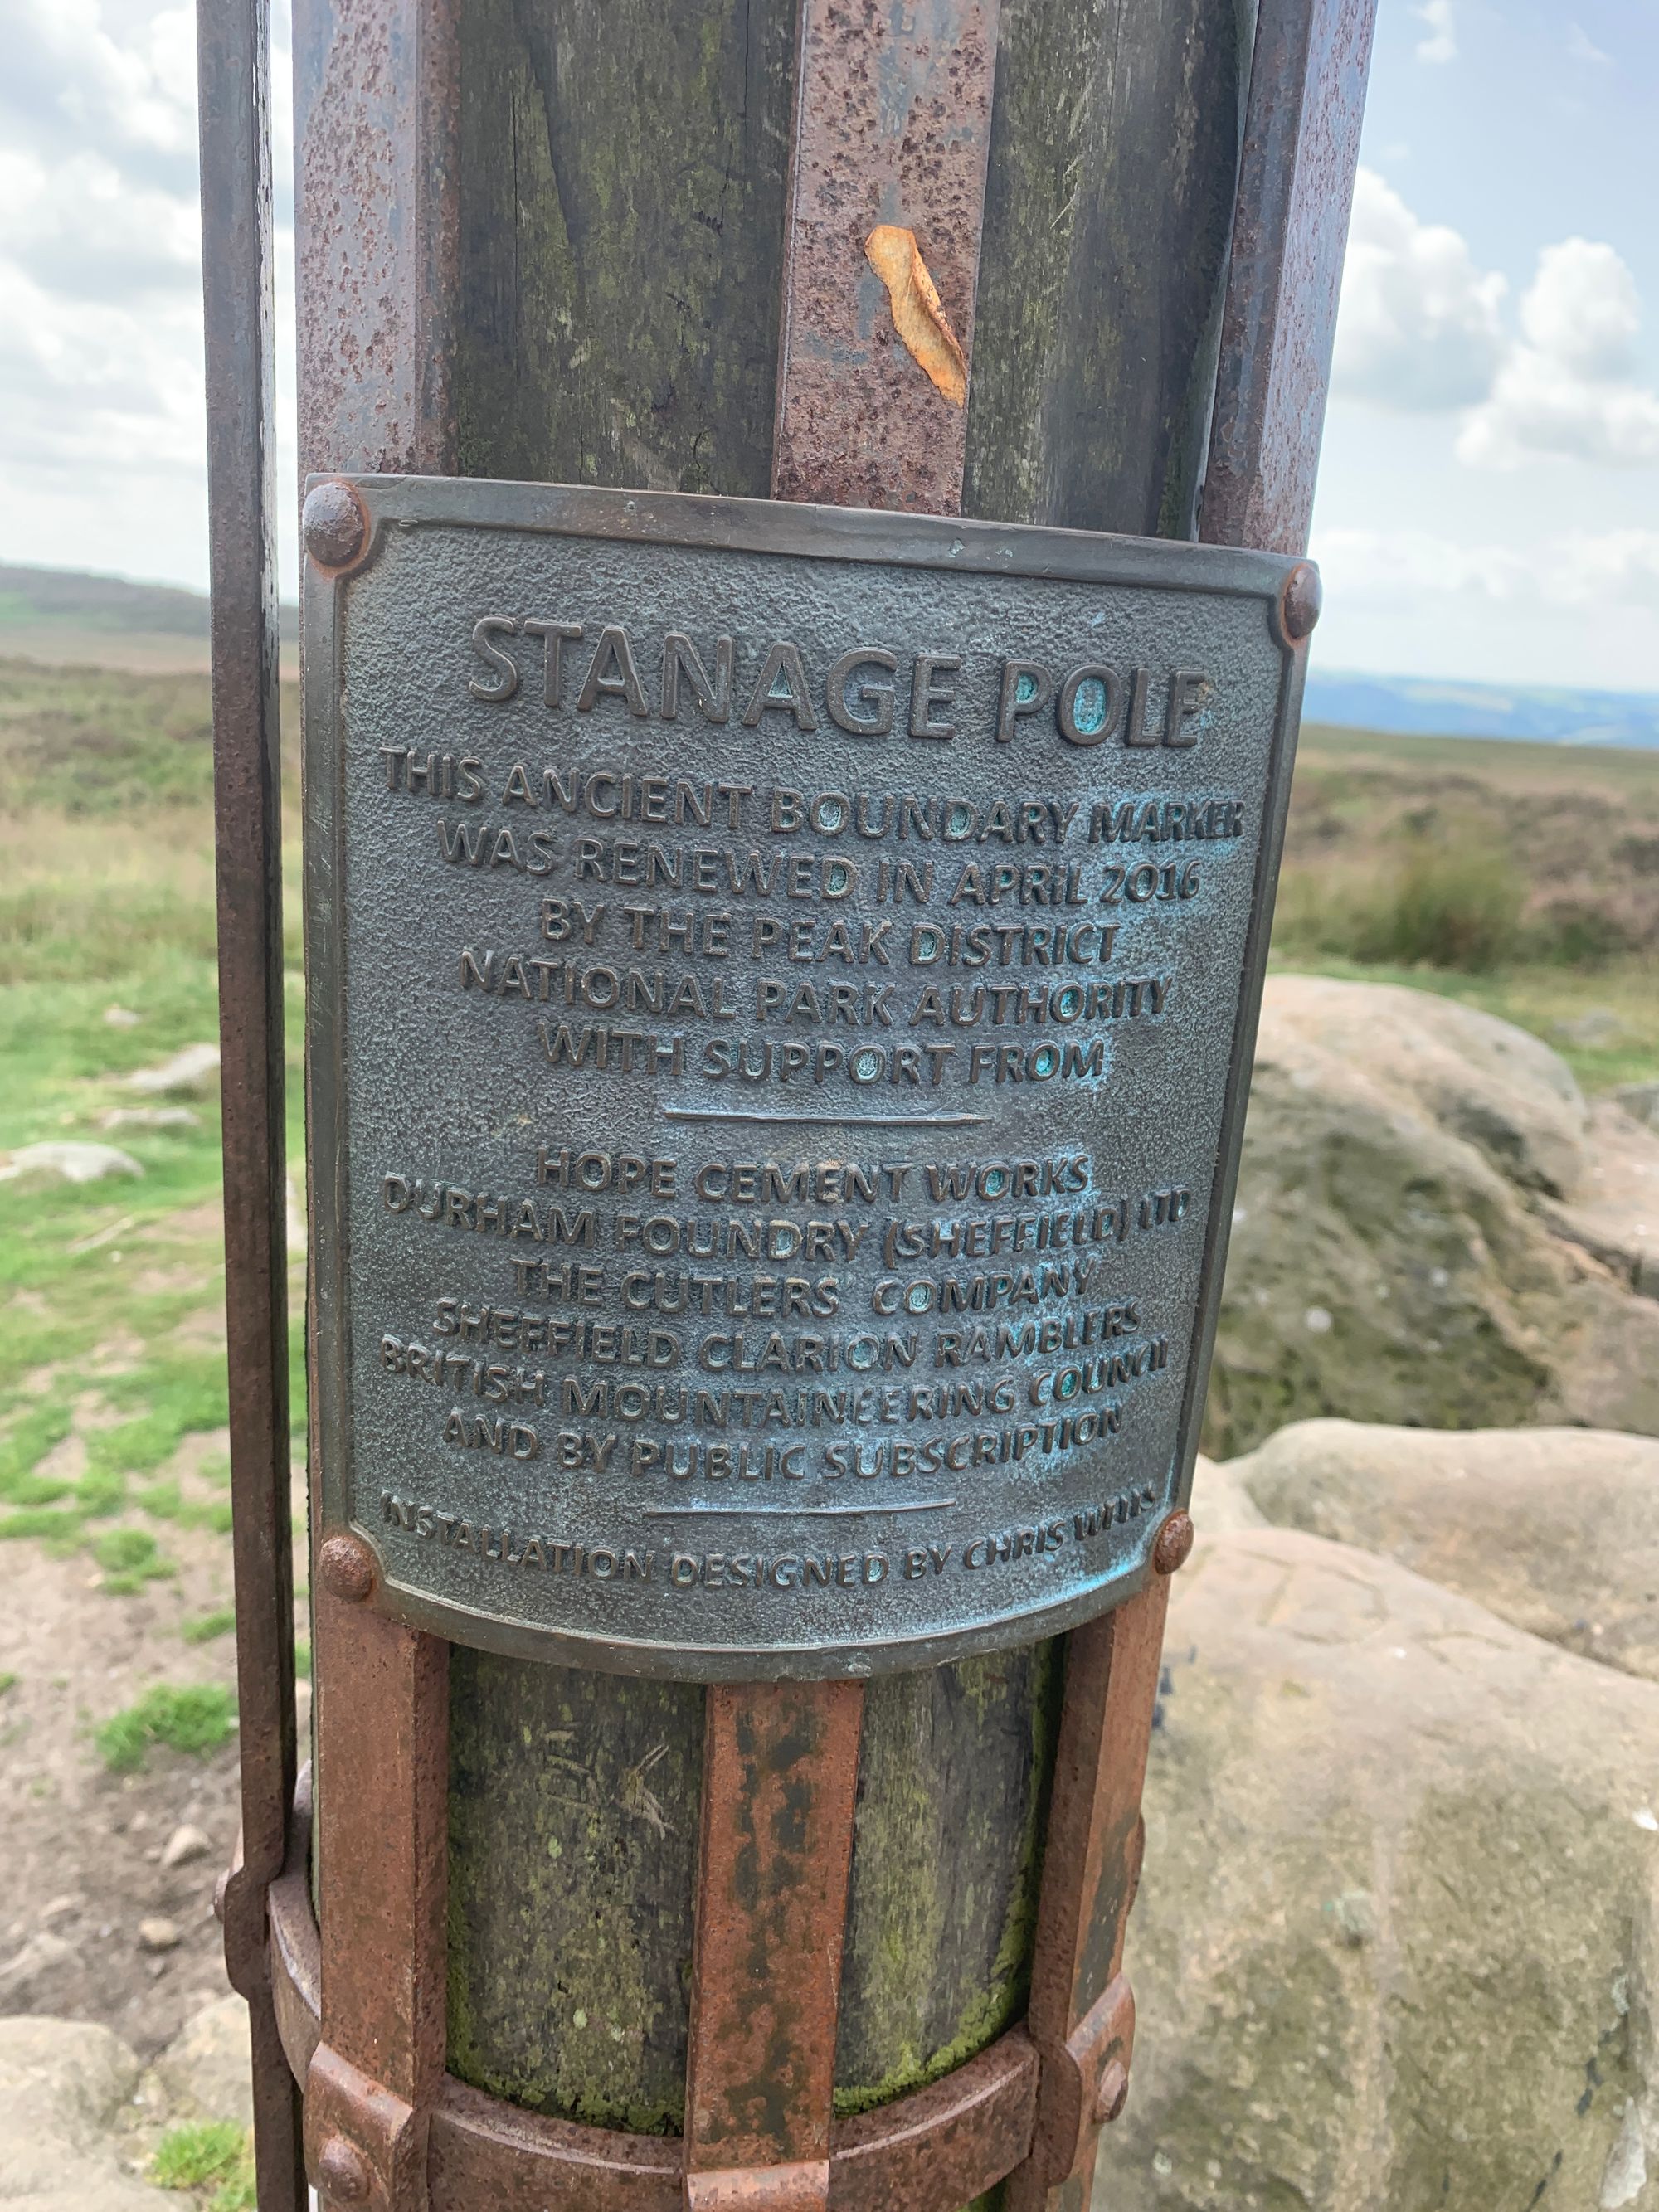 STANAGE POLE
THIS ANCIENT BOUNDARY MARKER
WAS RENEWED IN APRIL 2016
BY THE PEAK DISTRICT
NATIONAL PARK AUTHORITY
WITH SUPPORT FROM
HOPE CEMENT WORKS
DURHAM FOUNDRY (SHEFFIELD) LTD
THE CUTLERS COMPANY
SHEFFIELD CLARION RAMBLERS
BRITISH MOUNTAINEERING COUNCIL
AND BY PUBLIC SUBSCRIPTION
INSTALLATION DESIGNED BY CHRIS